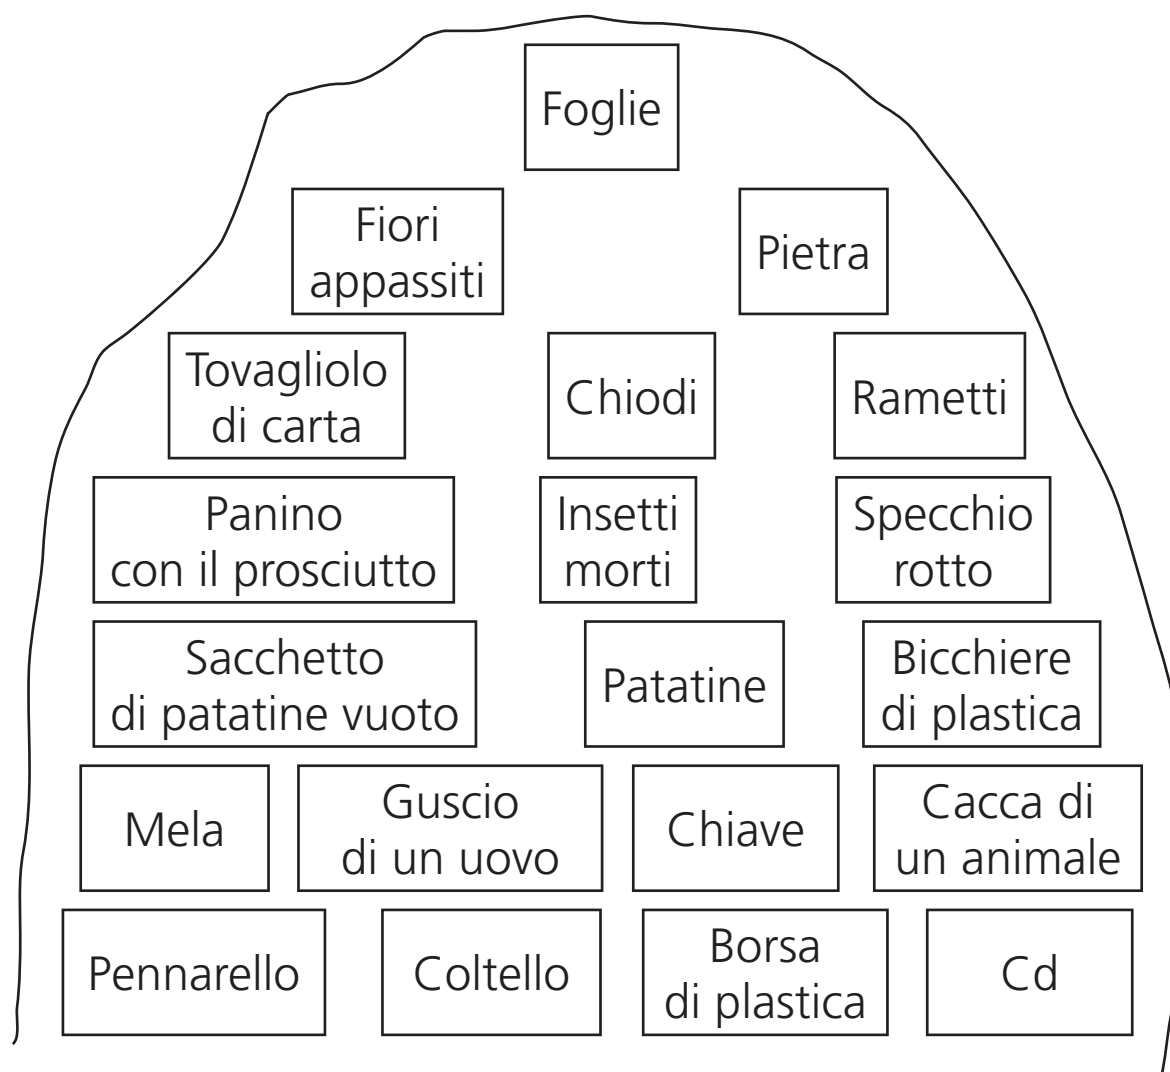 Foglie
Fiori
appassiti
Pietra
Tovagliolo
di carta
Chiodi
Rametti
Panino
con il prosciutto
Insetti
morti
Specchio
rotto
Sacchetto
di patatine vuoto
Patatine
Bicchiere
di plastica
Mela
Guscio
di un uovo
Chiave
Cacca di
un animale
Pennarello
Coltello
Borsa
di plastica
Cd